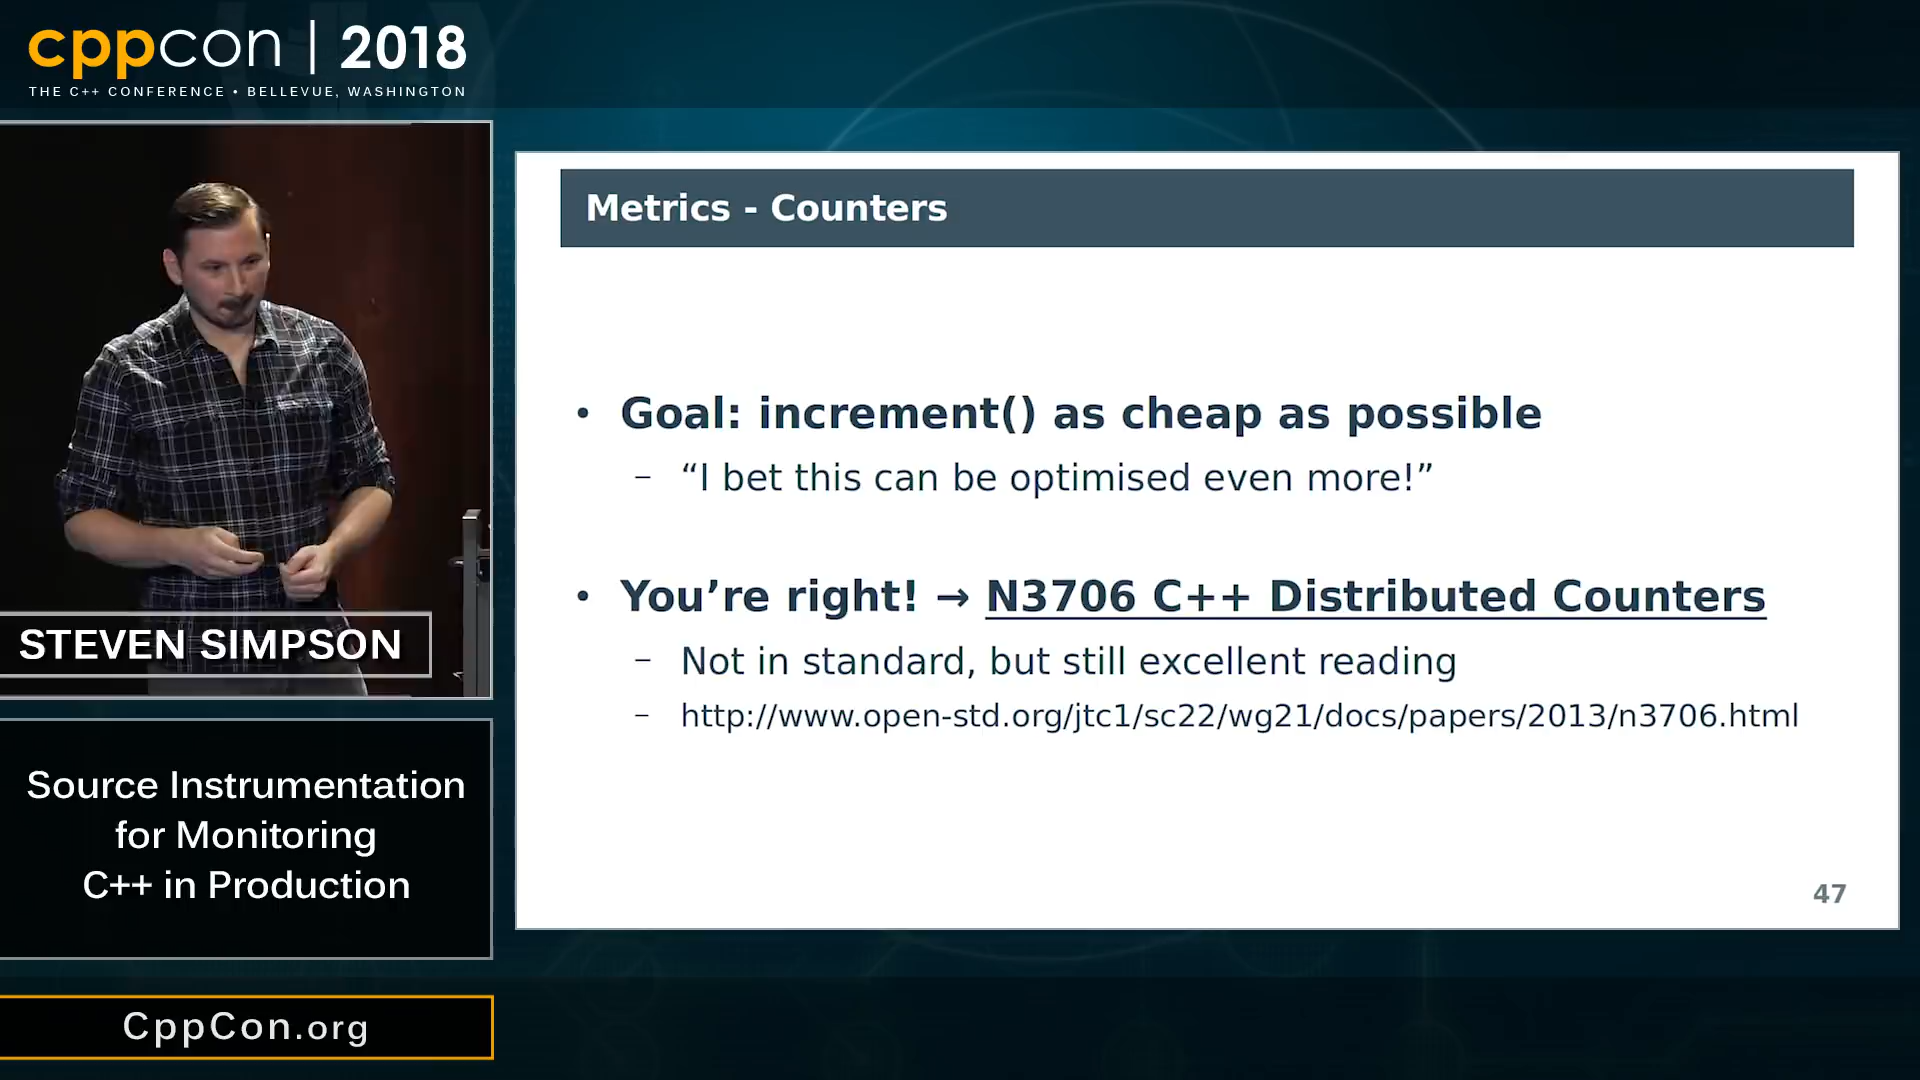 cppcon | 2018
THE C++ CONFERENCE • BELLEVUE, WASHINGTON
STEVEN SIMPSON
Source Instrumentation
for Monitoring
C++ in Production
CppCon.org
Metrics - Counters
• Goal: increment() as cheap as possible
– “I bet this can be optimised even more!”
• You’re right! → N3706 C++ Distributed Counters
– Not in standard, but still excellent reading
– http://www.open-std.org/jtc1/sc22/wg21/docs/papers/2013/n3706.html
47